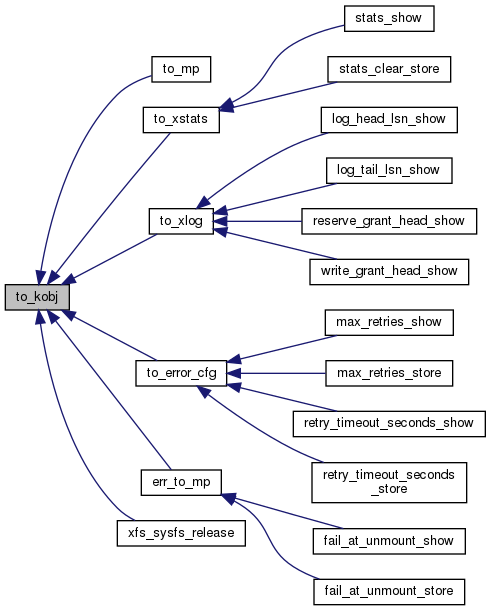 stats_show
to_mp
stats_clear_store
to_xstats
log_head_lsn_show
log_tail_lsn_show
to_xlog
reserve_grant_head_show
write_grant_head_show
to_kobj
max_retries_show
to_error_cfg
max_retries_store
retry_timeout_seconds_show
retry_timeout_seconds
_store
err_to_mp
xfs_sysfs_release
fail_at_unmount_show
fail_at_unmount_store